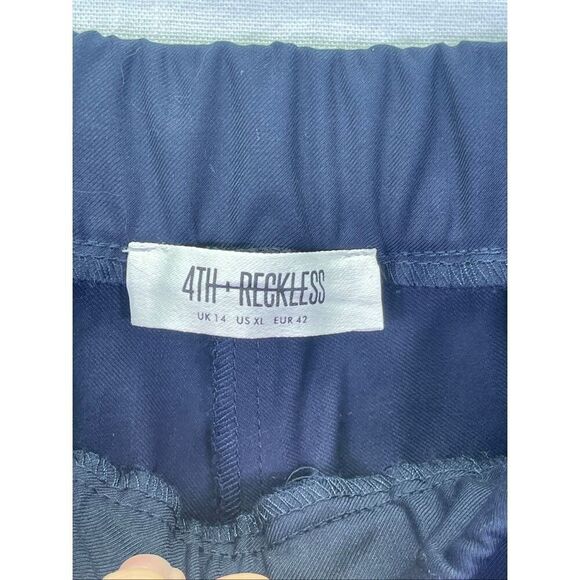 4TH + RECKLESS
UK 14 US XL EUR 42